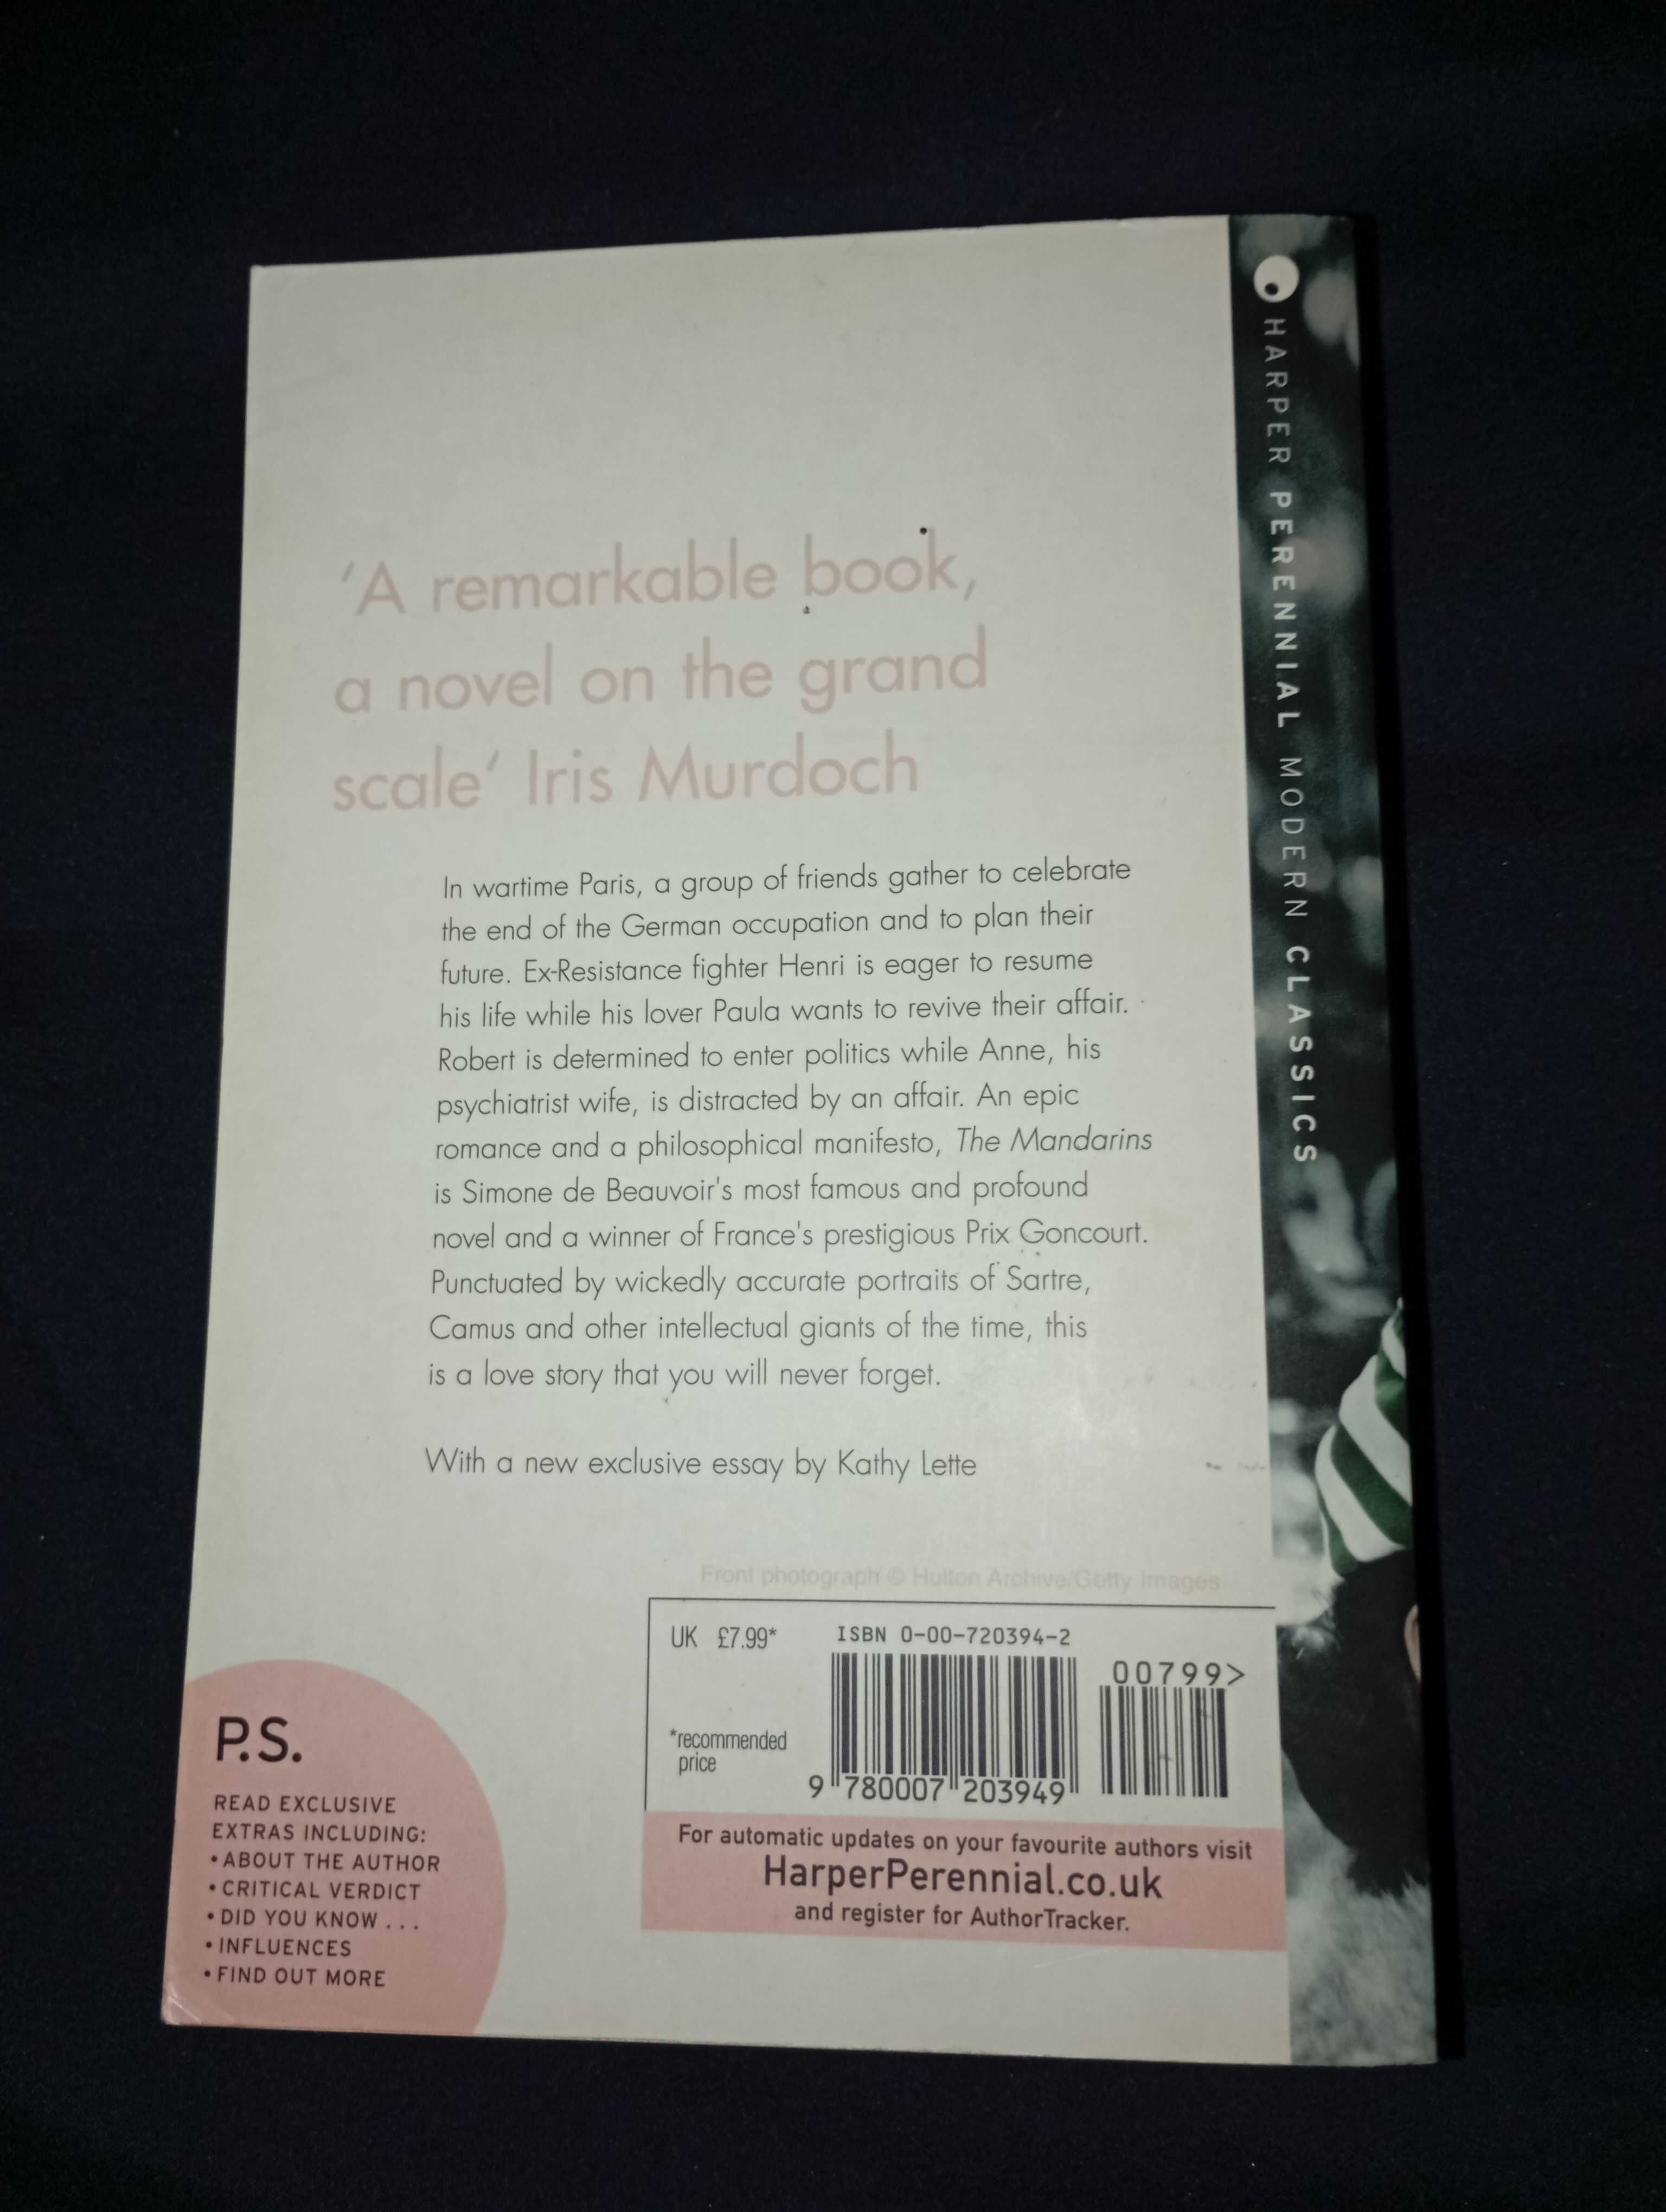 'A remarkable book,
a novel on the grand
scale' Iris Murdoch
In wartime Paris, a group of friends gather to celebrate
the end of the German occupation and to plan their
future. Ex-Resistance fighter Henri is eager to resume
his life while his lover Paula wants to revive their affair.
Robert is determined to enter politics while Anne, his
psychiatrist wife, is distracted by an affair. An epic
romance and a philosophical manifesto, The Mandarins
is Simone de Beauvoir's most famous and profound
novel and a winner of France's prestigious Prix Goncourt.
Punctuated by wickedly accurate portraits of Sartre,
Camus and other intellectual giants of the time, this
is a love story that you will never forget.
With a new exclusive essay by Kathy Lette
Front photograph © Hulton Archive/Getty Images
UK £7.99*
*recommended
price
ISBN 0-00-720394-2
00799>
9 780007 203949
For automatic updates on your favourite authors visit
HarperPerennial.co.uk
and register for AuthorTracker.
P.S.
READ EXCLUSIVE
EXTRAS INCLUDING:
• ABOUT THE AUTHOR
• CRITICAL VERDICT
• DID YOU KNOW . . .
• INFLUENCES
• FIND OUT MORE
HARPER PERENNIAL MODERN CLASSICS